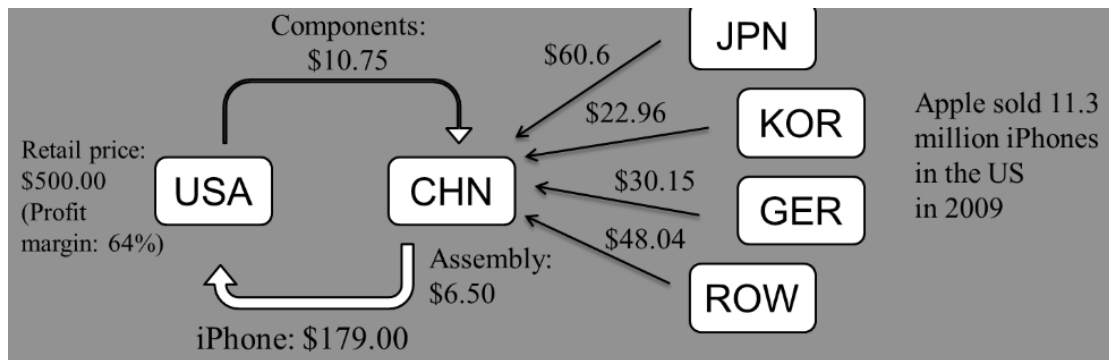 Components:
$10.75
Retail price:
$500.00
(Profit
margin: 64%)
USA
CHN
Assembly:
$6.50
iPhone: $179.00
$60.6
JPN
$22.96
KOR
$30.15
GER
$48.04
ROW
Apple sold 11.3
million iPhones
in the US
in 2009